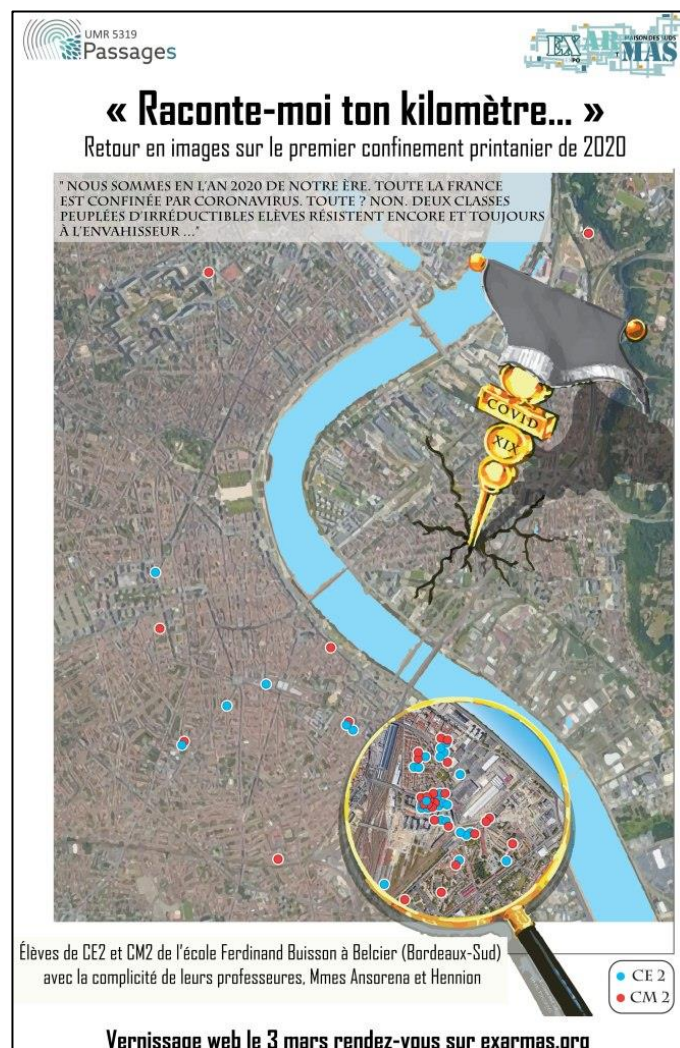 UMR 5319
Passages
EX AR MAS
PO
MAISON DES SUDS
« Raconte-moi ton kilomètre... »
Retour en images sur le premier confinement printanier de 2020
" NOUS SOMMES EN L'AN 2020 DE NOTRE ÈRE. TOUTE LA FRANCE
EST CONFINÉE PAR CORONAVIRUS. TOUTE ? NON. DEUX CLASSES
PEUPLÉES D'IRRÉDUCTIBLES ELÈVES RÉSISTENT ENCORE ET TOUJOURS
À L'ENVAHISSEUR ..."
COVID
XIX
Élèves de CE2 et CM2 de l'école Ferdinand Buisson à Belcier (Bordeaux-Sud)
avec la complicité de leurs professeures, Mmes Ansorena et Hennion
CE 2
CM 2
Vernissage web le 3 mars rendez-vous sur exarmas.org